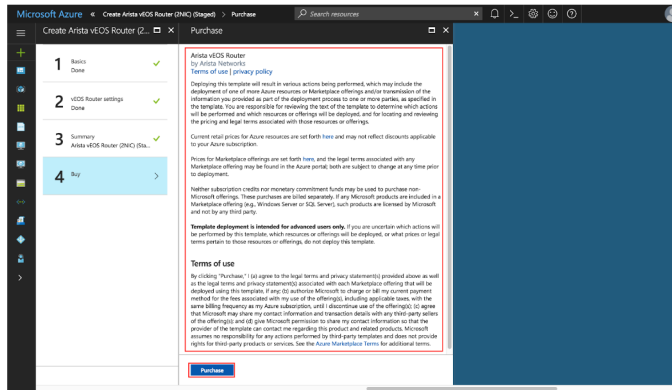 Microsoft Azure « Create Arista vEOS Router (2NIC) (Staged) > Purchase
Search resources
Create Arista vEOS Router (2...
1 Basics
Done
2 vEOS Router settings
Done
3 Summary
Arista vEOS Router (2NIC) (Sta...
4 Buy
Purchase
Arista vEOS Router
by Arista Networks
Terms of use | privacy policy
Deploying this template will result in various actions being performed, which may include the
deployment of one or more Azure resources or Marketplace offerings and/or transmission of the
information you provided as part of the deployment process to one or more parties, as specified in
the template. You are responsible for reviewing the text of the template to determine which actions
will be performed and which resources or offerings will be deployed, and for locating and reviewing
the pricing and legal terms associated with those resources or offerings.
Current retail prices for Azure resources are set forth here and may not reflect discounts applicable
to your Azure subscription.
Prices for Marketplace offerings are set forth here, and the legal terms associated with any
Marketplace offering may be found in the Azure portal; both are subject to change at any time prior
to deployment.
Neither subscription credits nor monetary commitment funds may be used to purchase non-
Microsoft offerings. These purchases are billed separately. If any Microsoft products are included in a
Marketplace offering (e.g., Windows Server or SQL Server), such products are licensed by Microsoft
and not by any third party.
Template deployment is intended for advanced users only. If you are uncertain which actions will
be performed by this template, which resources or offerings will be deployed, or what prices or legal
terms pertain to those resources or offerings, do not deploy this template.
Terms of use
By clicking "Purchase," I (a) agree to the legal terms and privacy statement(s) provided above as well
as the legal terms and privacy statement(s) associated with each Marketplace offering that will be
deployed using this template, if any; (b) authorize Microsoft to charge or bill my current payment
method for the fees associated with my use of the offering(s), including applicable taxes, with the
same billing frequency as my Azure subscription, until I discontinue use of the offering(s); (c) agree
that Microsoft may share my contact information and transaction details with any third-party sellers
of the offering(s); and (d) give Microsoft permission to share my contact information so that the
provider of the template can contact me regarding this product and related products. Microsoft
assumes no responsibility for any actions performed by third-party templates and does not provide
rights for third-party products or services. See the Azure Marketplace Terms for additional terms.
Purchase